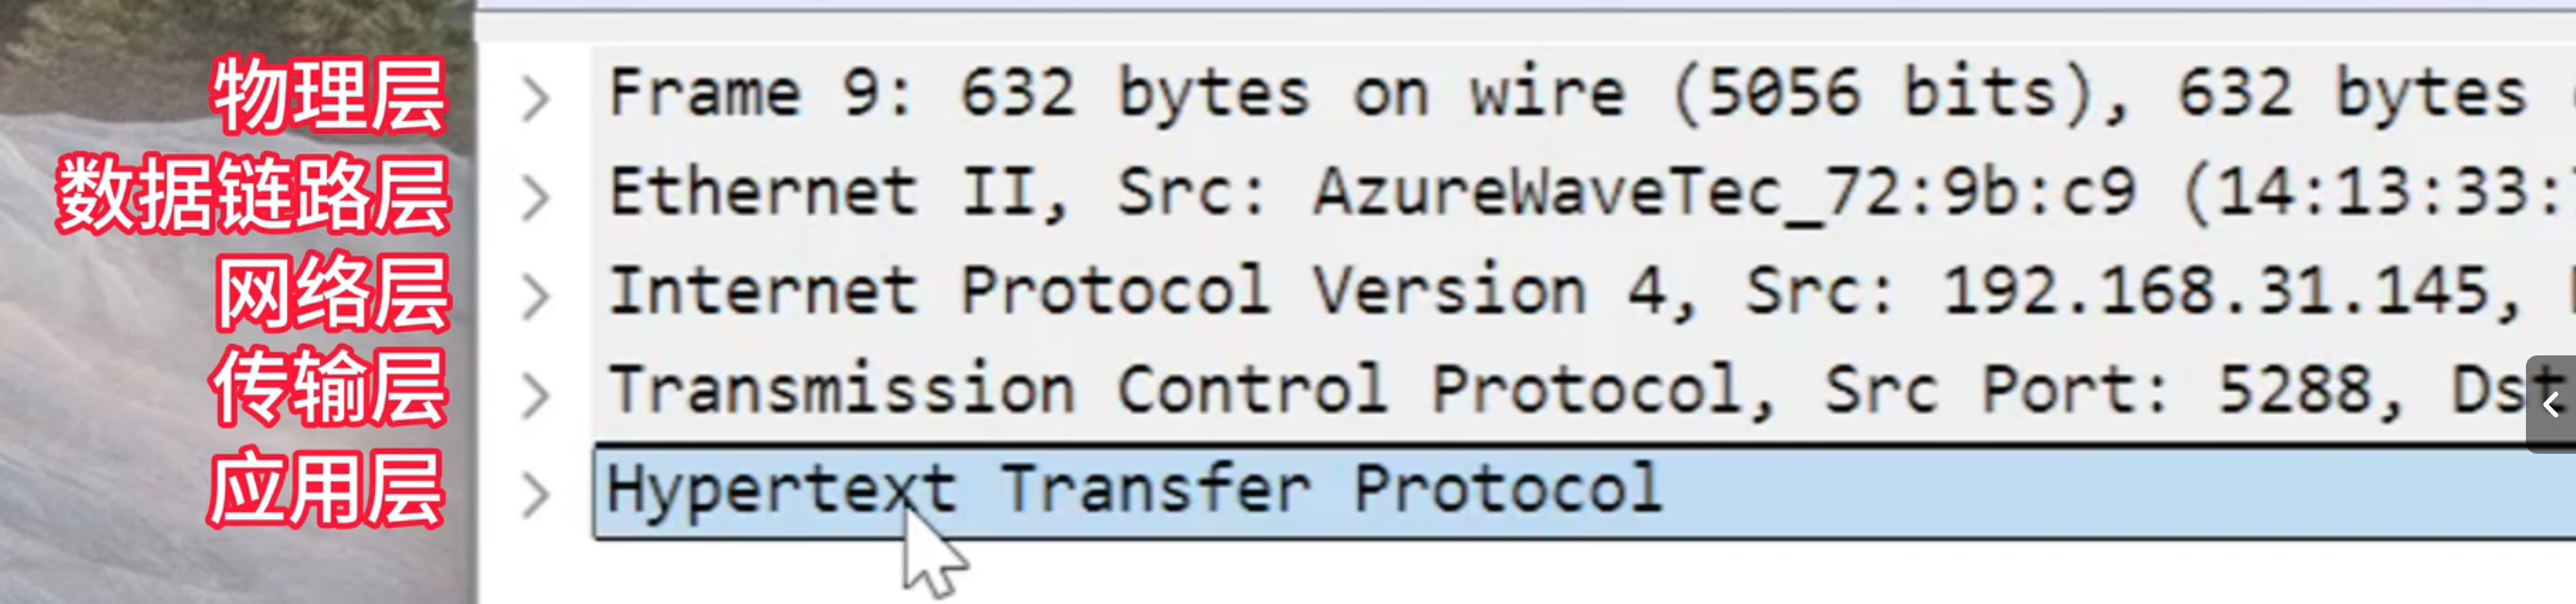 物理层 Frame 9: 632 bytes on wire (5056 bits), 632 bytes
数据链路层 Ethernet II, Src: AzureWaveTec_72:9b:c9 (14:13:33:
网络层 Internet Protocol Version 4, Src: 192.168.31.145,
传输层 Transmission Control Protocol, Src Port: 5288, Dst
应用层 Hypertext Transfer Protocol